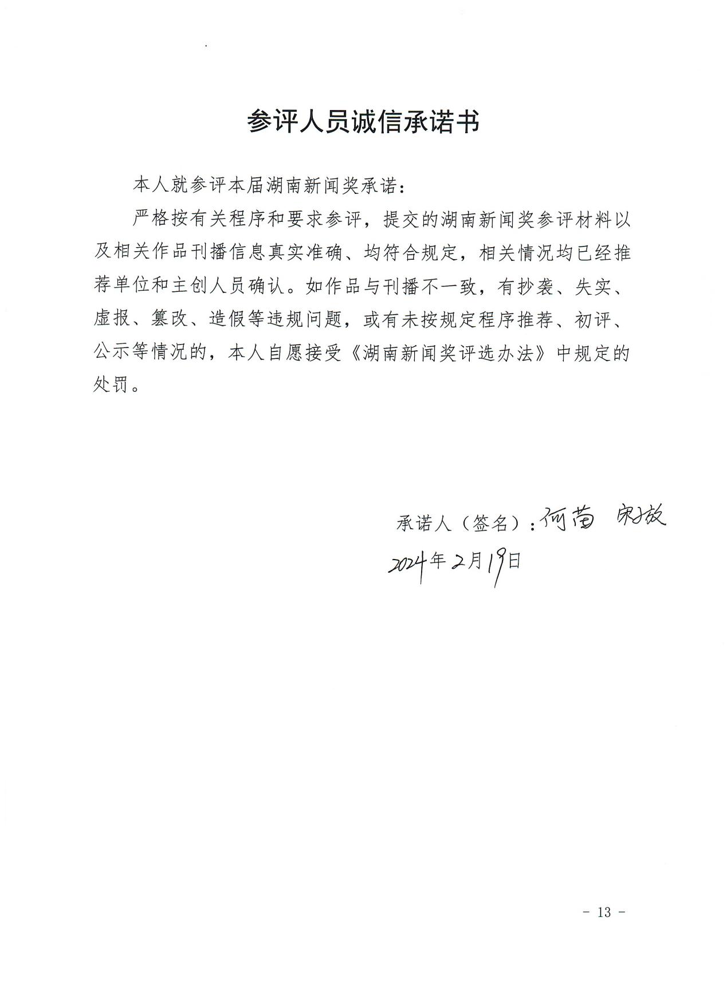 参评人员诚信承诺书
本人就参评本届湖南新闻奖承诺：
严格按有关程序和要求参评，提交的湖南新闻奖参评材料以
及相关作品刊播信息真实准确、均符合规定，相关情况均已经推
荐单位和主创人员确认。如作品与刊播不一致，有抄袭、失实、
虚报、篡改、造假等违规问题，或有未按规定程序推荐、初评、
公示等情况的，本人自愿接受《湖南新闻奖评选办法》中规定的
处罚。
承诺人（签名）：何苗
2024年2月19日
- 13 -